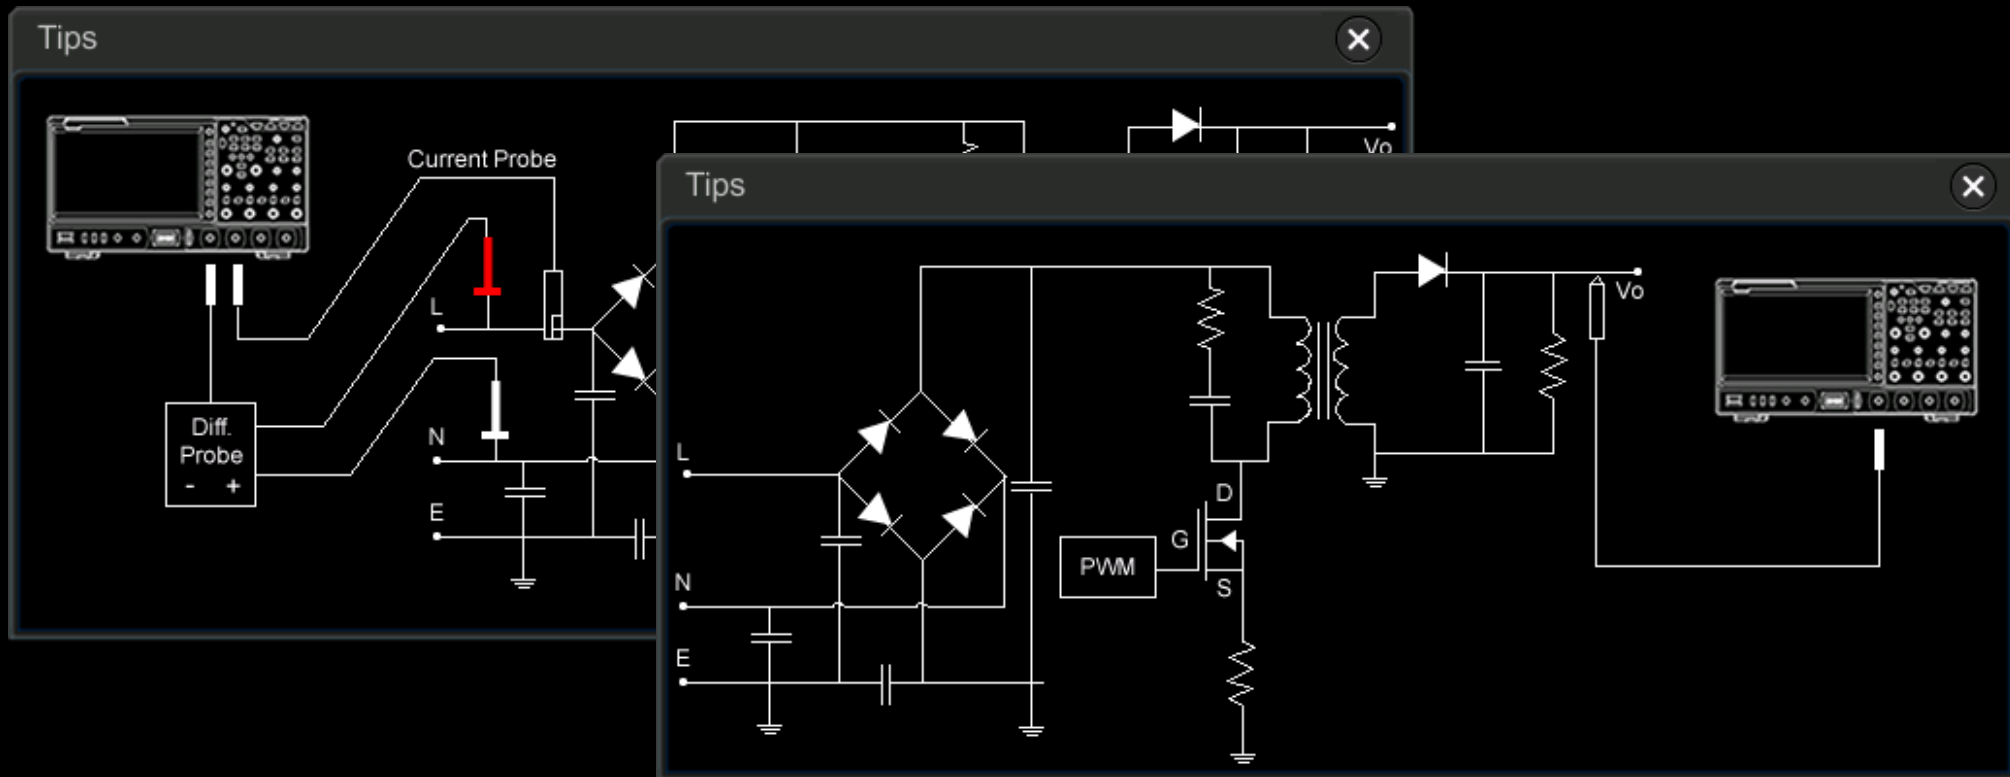 Tips
Current Probe
Vo
L
Diff.
Probe
- +
N
E
Tips
Vo
L
D
G
PWM
S
N
E